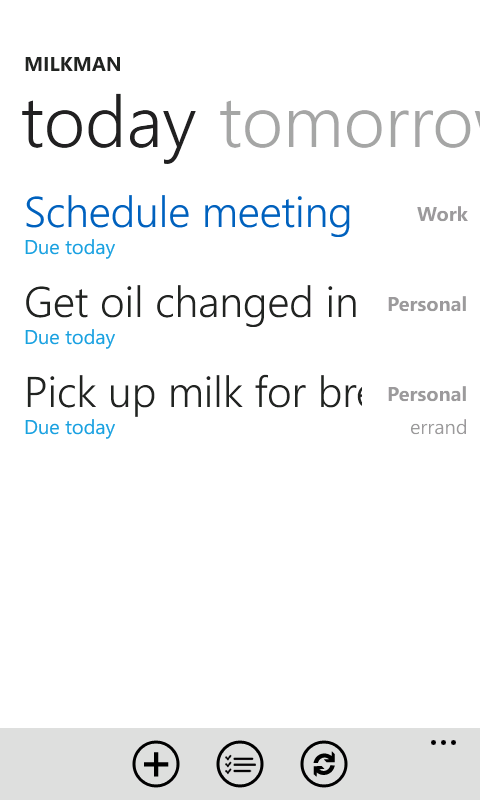 MILKMAN
today tomorrow
Schedule meeting Work
Due today
Get oil changed in Personal
Due today
Pick up milk for bre Personal
Due today errand